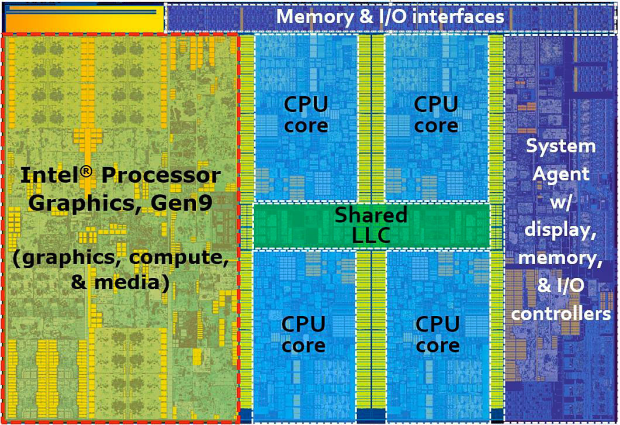 Memory & I/O interfaces
CPU
core
CPU
core
Intel® Processor
Graphics, Gen9
(graphics, compute,
& media)
Shared
LLC
System
Agent
w/
display,
memory,
& I/O
controllers
CPU
core
CPU
core